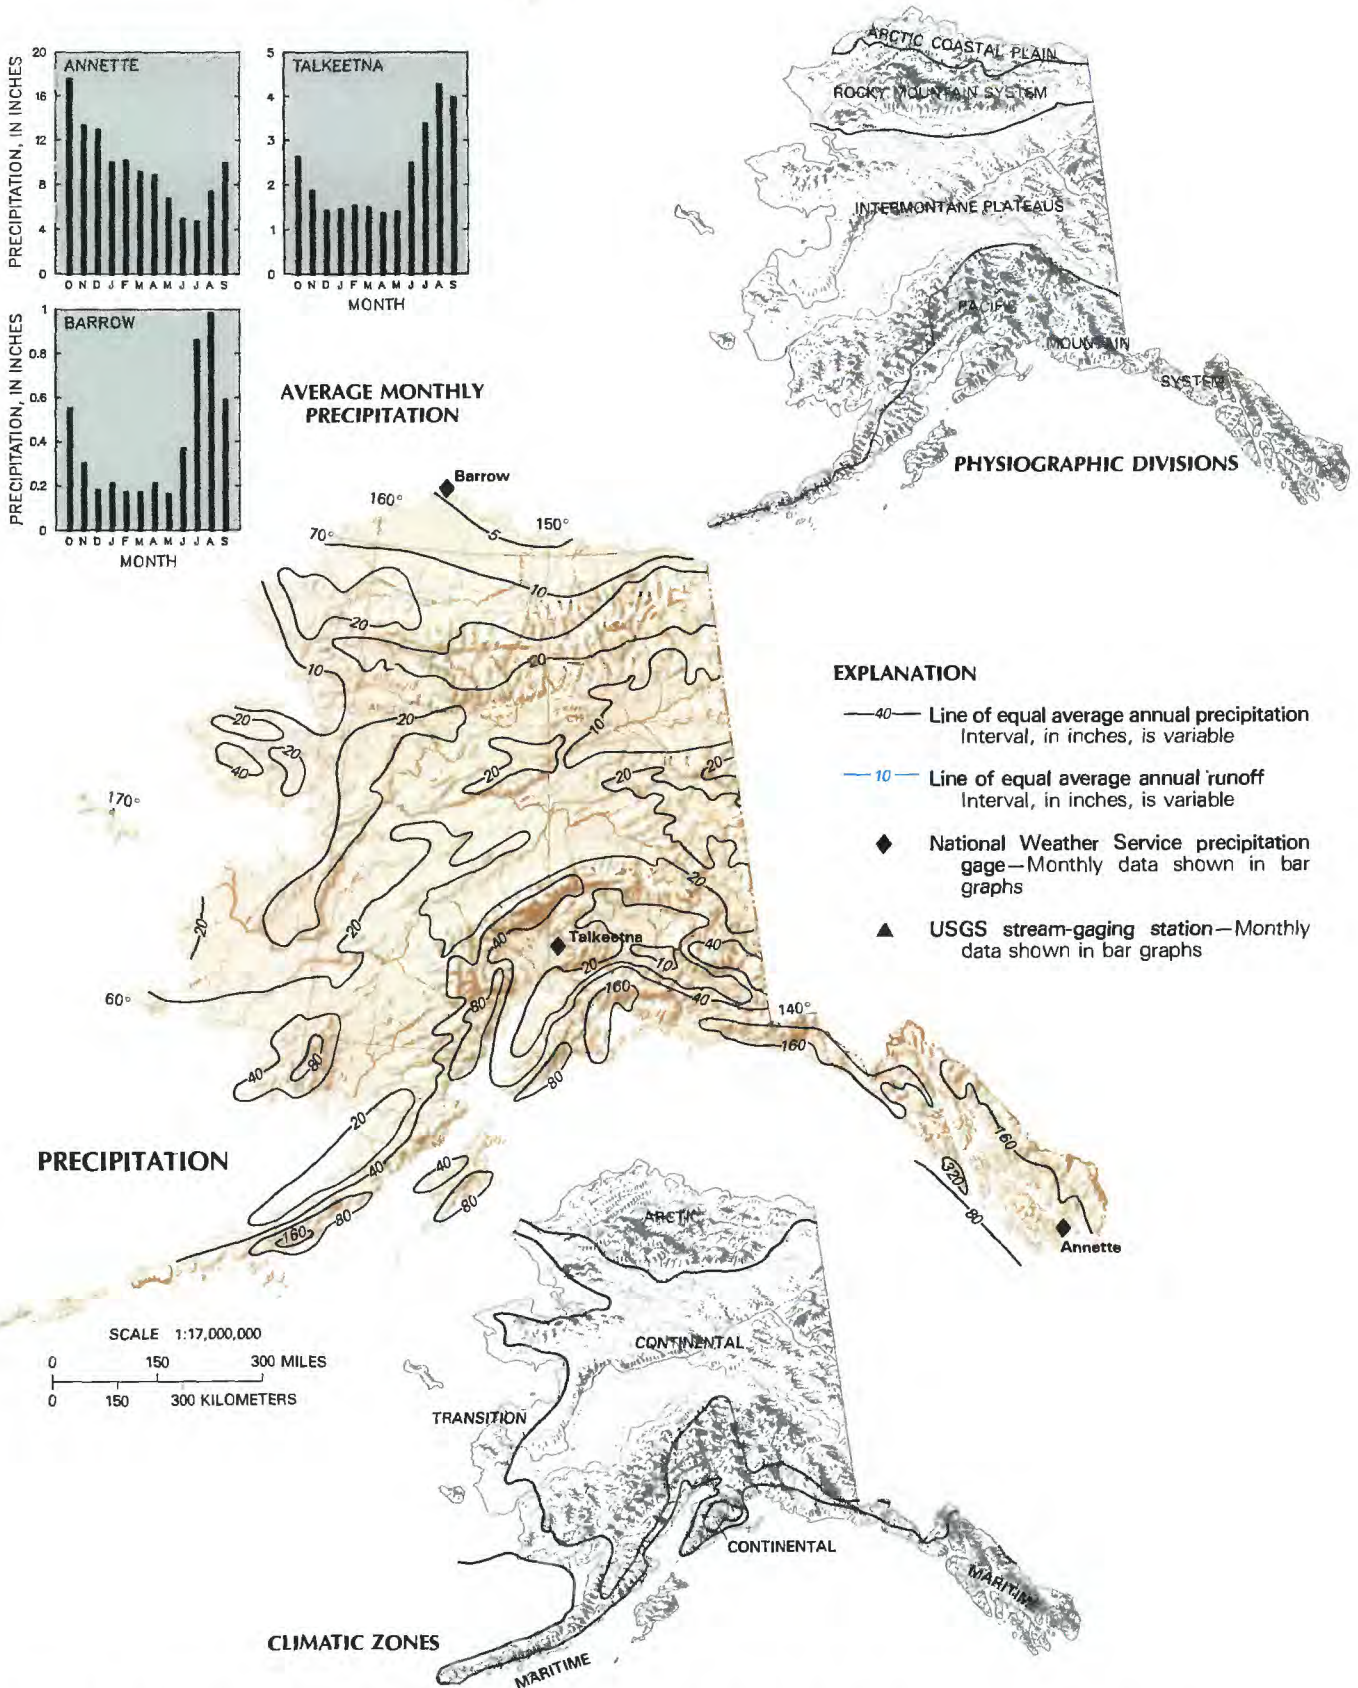 PRECIPITATION, IN INCHES
20
16
12
8
4
0
ANNETTE
O N D J F M A M J J A S
5
4
3
2
1
0
TALKEETNA
O N D J F M A M J J A S
MONTH
PRECIPITATION, IN INCHES
1
0.8
0.6
0.4
0.2
0
BARROW
O N D J F M A M J J A S
MONTH
AVERAGE MONTHLY
PRECIPITATION
ARCTIC COASTAL PLAIN
ROCKY MOUNTAIN SYSTEM
INTERMONTANE PLATEAUS
PACIFIC
MOUNTAIN
SYSTEM
PHYSIOGRAPHIC DIVISIONS
Barrow
160°
150°
70°
5
10
20
20
10
20
20
10
20
40
20
20
20
170°
20
20
20
40
Talkeetna
40
20
10
60°
80
160
40
140°
160
80
40
80
20
40
160
80
40
80
160
320
80
Annette
PRECIPITATION
EXPLANATION
40 Line of equal average annual precipitation
Interval, in inches, is variable
10 Line of equal average annual runoff
Interval, in inches, is variable
National Weather Service precipitation
gage—Monthly data shown in bar
graphs
USGS stream-gaging station—Monthly
data shown in bar graphs
SCALE 1:17,000,000
0 150 300 MILES
0 150 300 KILOMETERS
ARCTIC
CONTINENTAL
TRANSITION
CONTINENTAL
MARITIME
MARITIME
CLIMATIC ZONES